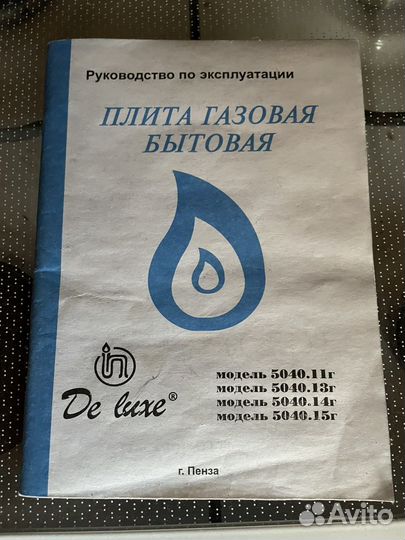 Руководство по эксплуатации
ПЛИТА ГАЗОВАЯ
БЫТОВАЯ
De luxe®
модель 5040.11г
модель 5040.13г
модель 5040.14г
модель 5040.15г
г. Пенза
Avito